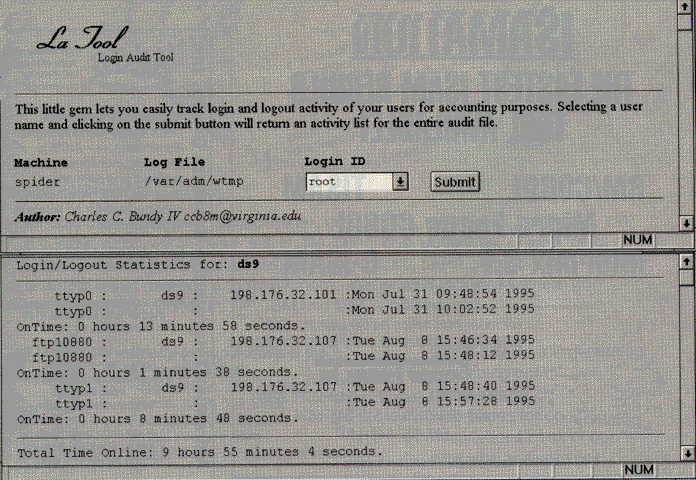 La Tool
Login Audit Tool
This little gem lets you easily track login and logout activity of your users for accounting purposes. Selecting a user
name and clicking on the submit button will return an activity list for the entire audit file.
Machine Log File Login ID
spider /var/adm/wtmp root Submit
Author: Charles C. Bundy IV ccb8m@virginia.edu
NUM
Login/Logout Statistics for: ds9
ttyp0 : ds9 : 198.176.32.101 :Mon Jul 31 09:48:54 1995
ttyp0 : : :Mon Jul 31 10:02:52 1995
OnTime: 0 hours 13 minutes 58 seconds.
ftp10880 : ds9 : 198.176.32.107 :Tue Aug 8 15:46:34 1995
ftp10880 : : :Tue Aug 8 15:48:12 1995
OnTime: 0 hours 1 minutes 38 seconds.
ttyp1 : ds9 : 198.176.32.107 :Tue Aug 8 15:48:40 1995
ttyp1 : : :Tue Aug 8 15:57:28 1995
OnTime: 0 hours 8 minutes 48 seconds.
Total Time Online: 9 hours 55 minutes 4 seconds.
NUM